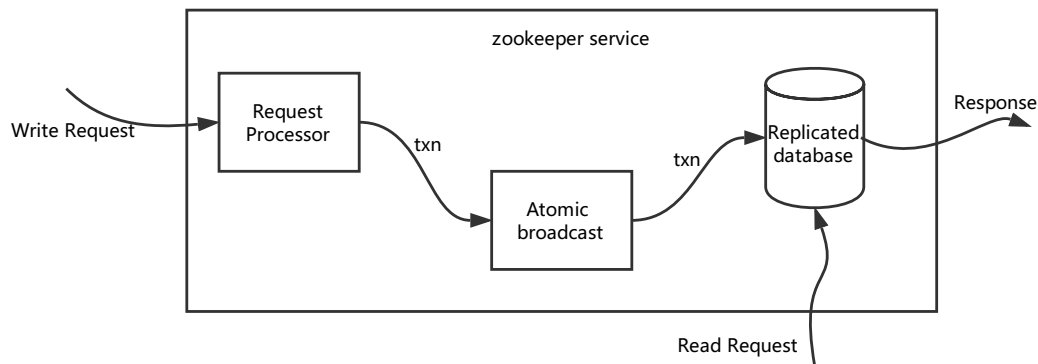 zookeeper service
Write Request
Request
Processor
txn
Atomic
broadcast
txn
Replicated
database
Response
Read Request